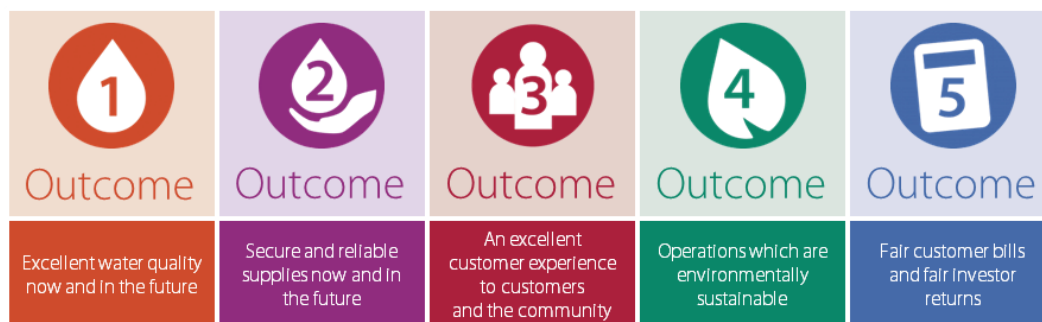 1
Outcome
Excellent water quality
now and in the future
2
Outcome
Secure and reliable
supplies now and in
the future
3
Outcome
An excellent
customer experience
to customers
and the community
4
Outcome
Operations which are
environmentally
sustainable
5
Outcome
Fair customer bills
and fair investor
returns